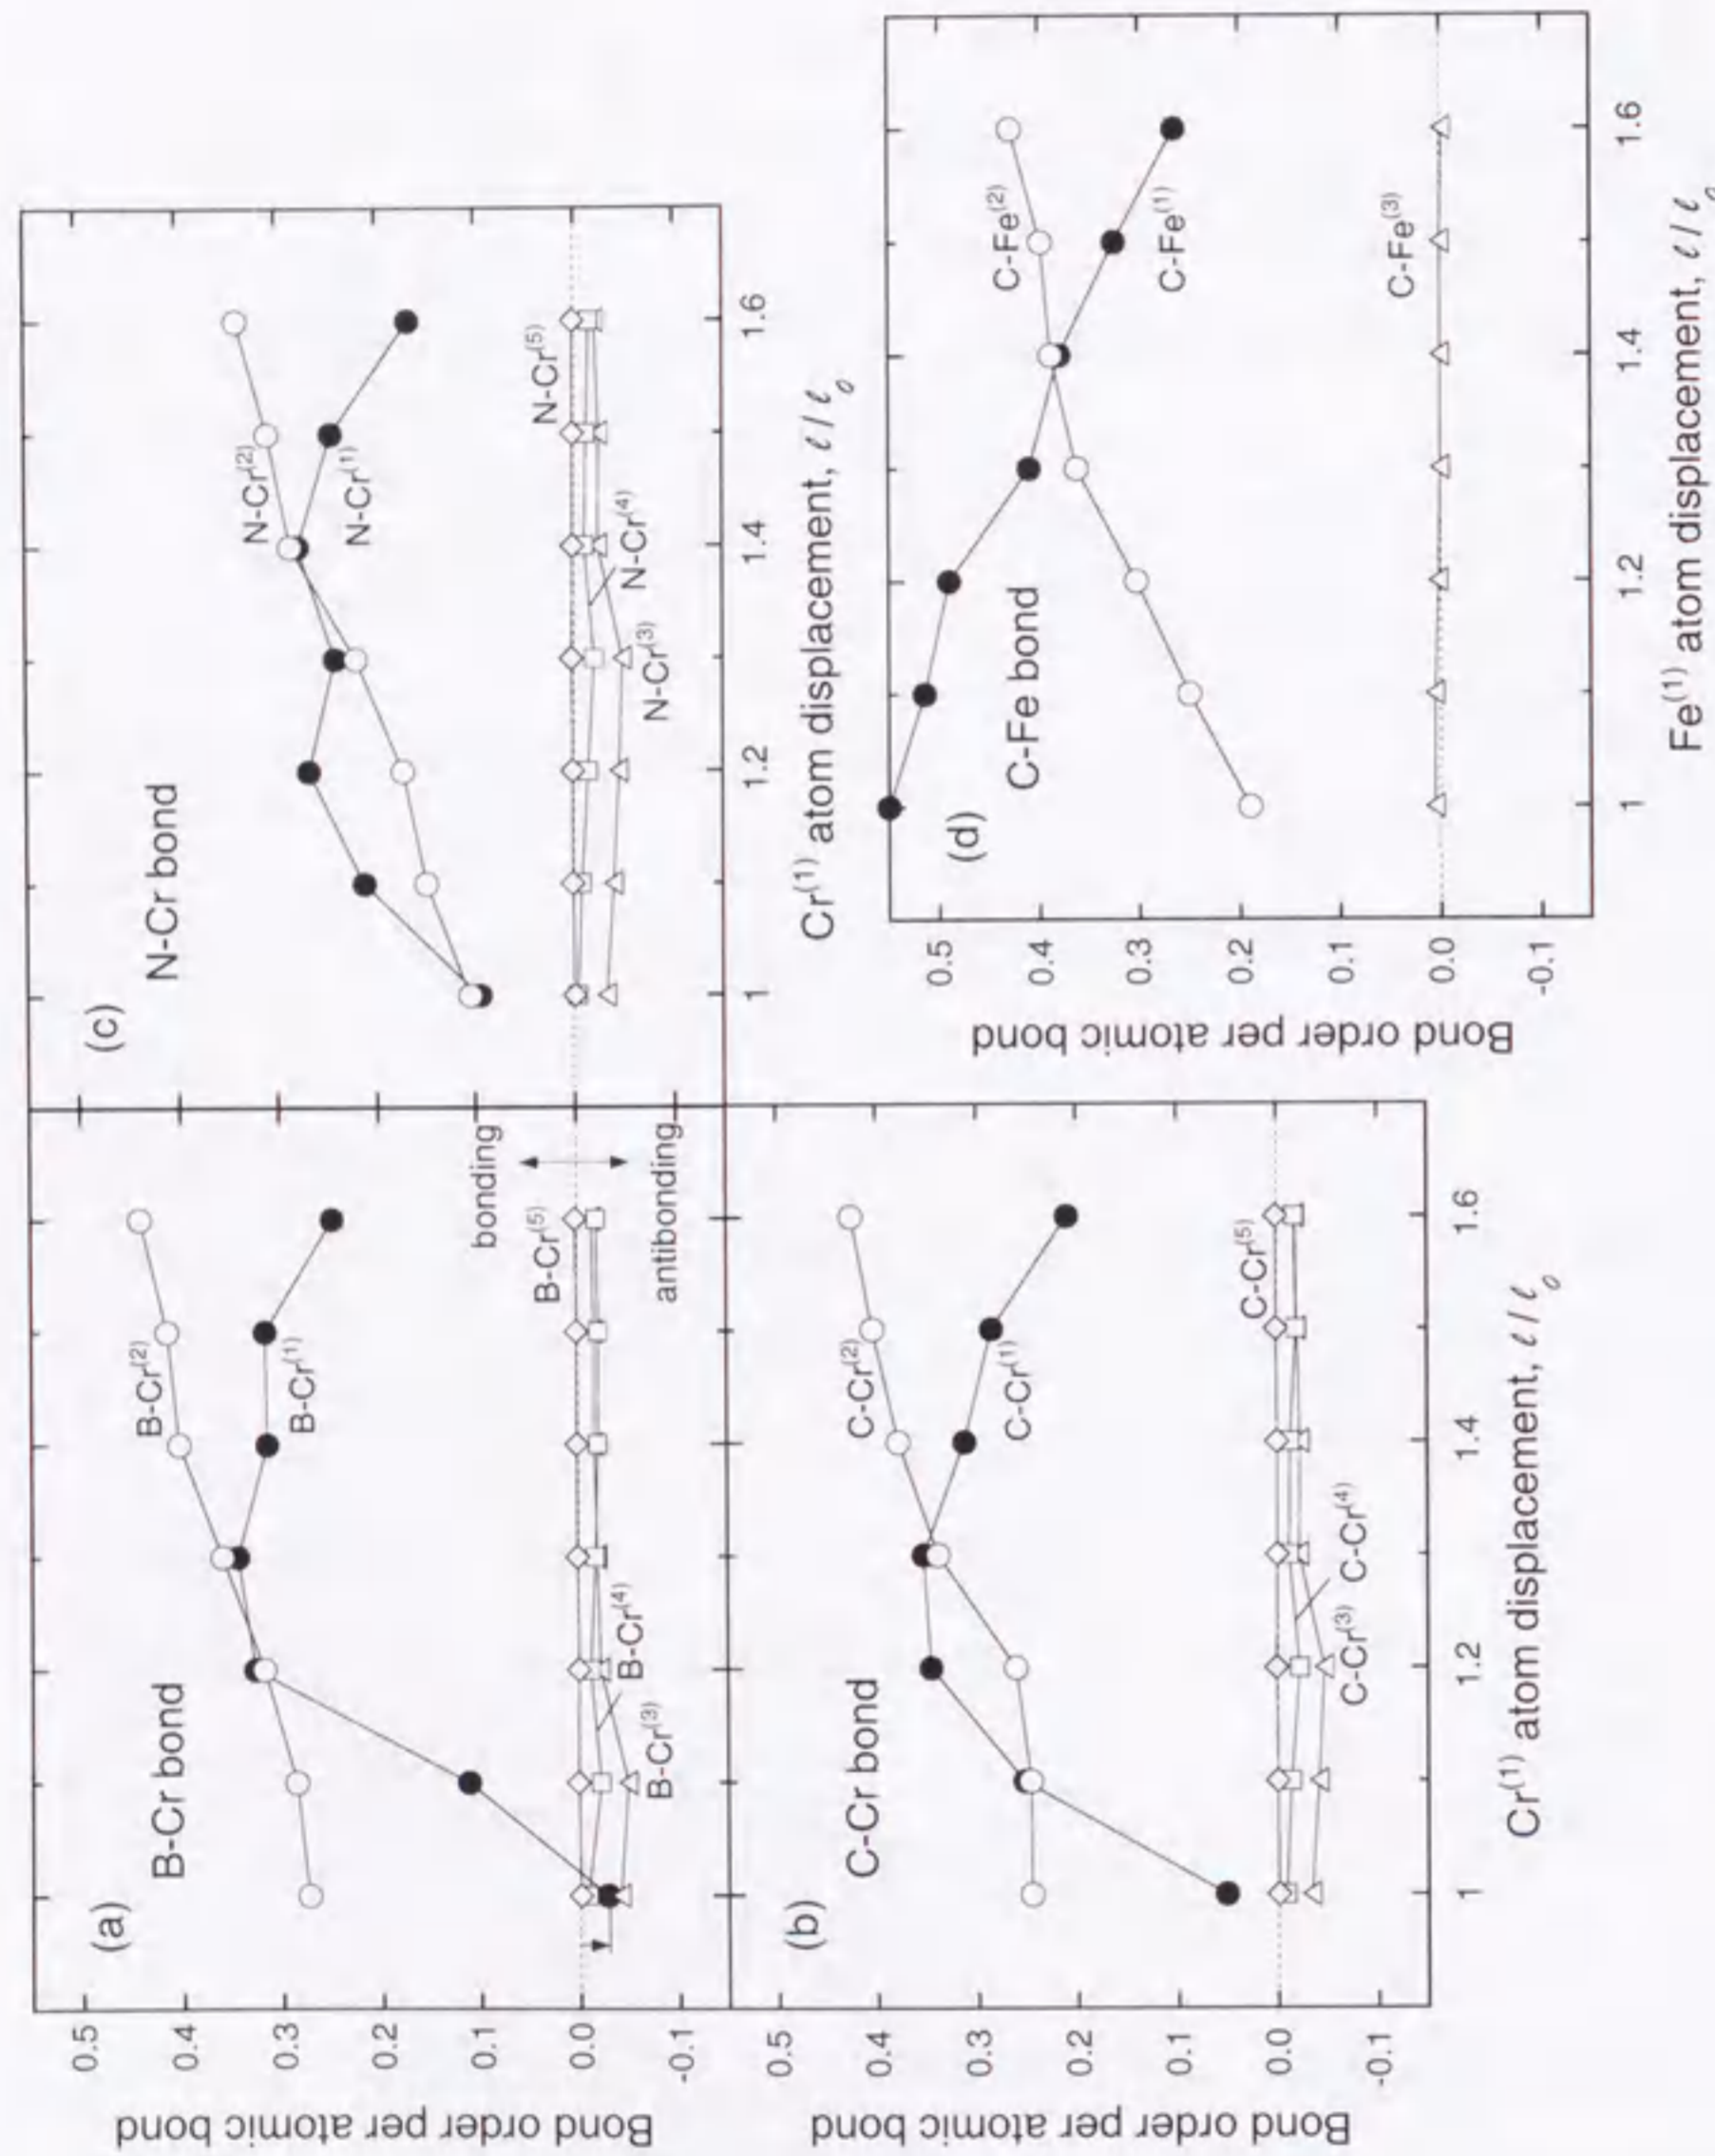 (a)
B-Cr bond
B-Cr(2)
B-Cr(1)
bonding
B-Cr(5)
antibonding
B-Cr(4)
B-Cr(3)
0.5
0.4
0.3
0.2
0.1
0.0
-0.1
Bond order per atomic bond
(b)
C-Cr bond
C-Cr(2)
C-Cr(1)
C-Cr(5)
C-Cr(3)
C-Cr(4)
0.4
0.3
0.2
0.1
0.0
-0.1
Bond order per atomic bond
1
1.2
1.4
1.6
Cr(1) atom displacement, ℓ/ℓo
(c)
N-Cr bond
N-Cr(2)
N-Cr(1)
N-Cr(5)
N-Cr(4)
N-Cr(3)
1
1.2
1.4
1.6
Cr(1) atom displacement, ℓ/ℓo
(d)
C-Fe bond
C-Fe(2)
C-Fe(1)
C-Fe(3)
0.5
0.4
0.3
0.2
0.1
0.0
-0.1
Bond order per atomic bond
1
1.2
1.4
1.6
Fe(1) atom displacement, ℓ/ℓo